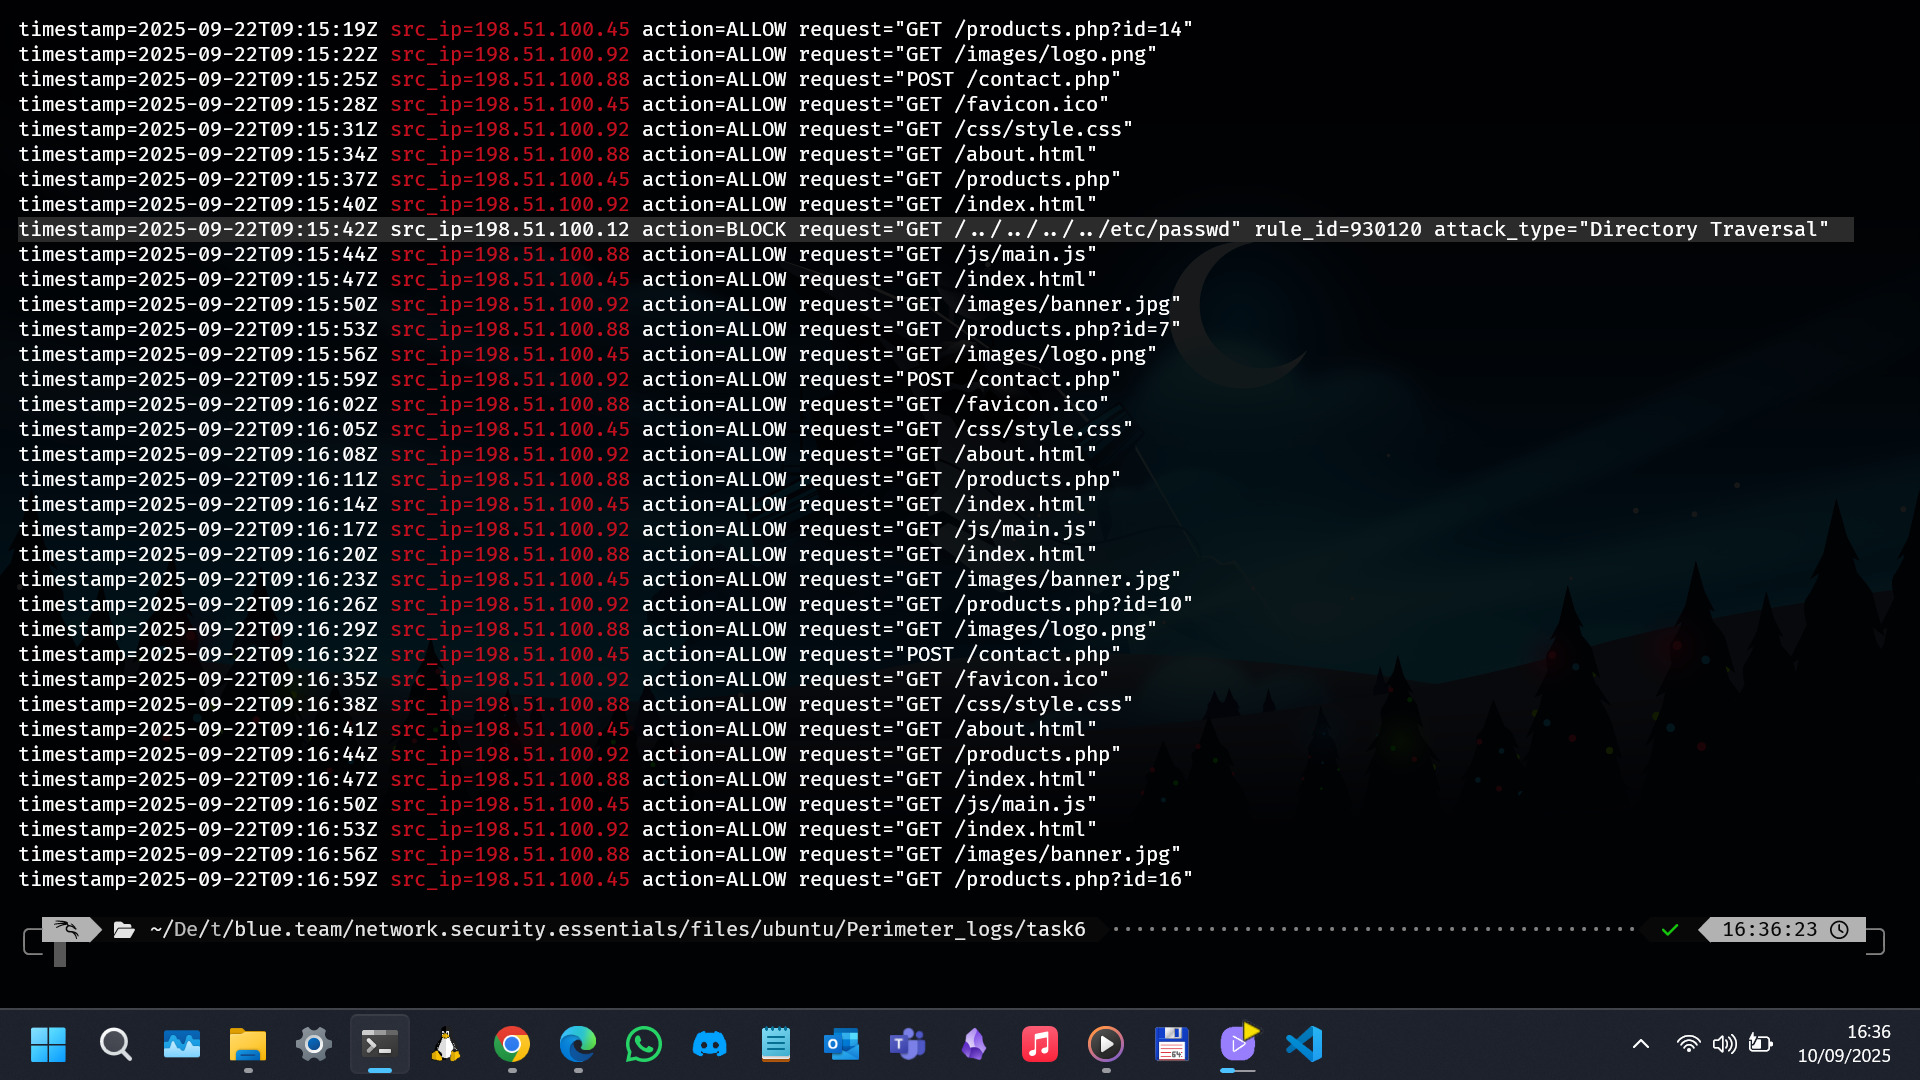 timestamp=2025-09-22T09:15:19Z src_ip=198.51.100.45 action=ALLOW request="GET /products.php?id=14"
timestamp=2025-09-22T09:15:22Z src_ip=198.51.100.92 action=ALLOW request="GET /images/logo.png"
timestamp=2025-09-22T09:15:25Z src_ip=198.51.100.88 action=ALLOW request="POST /contact.php"
timestamp=2025-09-22T09:15:28Z src_ip=198.51.100.45 action=ALLOW request="GET /favicon.ico"
timestamp=2025-09-22T09:15:31Z src_ip=198.51.100.92 action=ALLOW request="GET /css/style.css"
timestamp=2025-09-22T09:15:34Z src_ip=198.51.100.88 action=ALLOW request="GET /about.html"
timestamp=2025-09-22T09:15:37Z src_ip=198.51.100.45 action=ALLOW request="GET /products.php"
timestamp=2025-09-22T09:15:40Z src_ip=198.51.100.92 action=ALLOW request="GET /index.html"
timestamp=2025-09-22T09:15:42Z src_ip=198.51.100.12 action=BLOCK request="GET /../../../../etc/passwd" rule_id=930120 attack_type="Directory Traversal"
timestamp=2025-09-22T09:15:44Z src_ip=198.51.100.88 action=ALLOW request="GET /js/main.js"
timestamp=2025-09-22T09:15:47Z src_ip=198.51.100.45 action=ALLOW request="GET /index.html"
timestamp=2025-09-22T09:15:50Z src_ip=198.51.100.92 action=ALLOW request="GET /images/banner.jpg"
timestamp=2025-09-22T09:15:53Z src_ip=198.51.100.88 action=ALLOW request="GET /products.php?id=7"
timestamp=2025-09-22T09:15:56Z src_ip=198.51.100.45 action=ALLOW request="GET /images/logo.png"
timestamp=2025-09-22T09:15:59Z src_ip=198.51.100.92 action=ALLOW request="POST /contact.php"
timestamp=2025-09-22T09:16:02Z src_ip=198.51.100.88 action=ALLOW request="GET /favicon.ico"
timestamp=2025-09-22T09:16:05Z src_ip=198.51.100.45 action=ALLOW request="GET /css/style.css"
timestamp=2025-09-22T09:16:08Z src_ip=198.51.100.92 action=ALLOW request="GET /about.html"
timestamp=2025-09-22T09:16:11Z src_ip=198.51.100.88 action=ALLOW request="GET /products.php"
timestamp=2025-09-22T09:16:14Z src_ip=198.51.100.45 action=ALLOW request="GET /index.html"
timestamp=2025-09-22T09:16:17Z src_ip=198.51.100.92 action=ALLOW request="GET /js/main.js"
timestamp=2025-09-22T09:16:20Z src_ip=198.51.100.88 action=ALLOW request="GET /index.html"
timestamp=2025-09-22T09:16:23Z src_ip=198.51.100.45 action=ALLOW request="GET /images/banner.jpg"
timestamp=2025-09-22T09:16:26Z src_ip=198.51.100.92 action=ALLOW request="GET /products.php?id=10"
timestamp=2025-09-22T09:16:29Z src_ip=198.51.100.88 action=ALLOW request="GET /images/logo.png"
timestamp=2025-09-22T09:16:32Z src_ip=198.51.100.45 action=ALLOW request="POST /contact.php"
timestamp=2025-09-22T09:16:35Z src_ip=198.51.100.92 action=ALLOW request="GET /favicon.ico"
timestamp=2025-09-22T09:16:38Z src_ip=198.51.100.88 action=ALLOW request="GET /css/style.css"
timestamp=2025-09-22T09:16:41Z src_ip=198.51.100.45 action=ALLOW request="GET /about.html"
timestamp=2025-09-22T09:16:44Z src_ip=198.51.100.92 action=ALLOW request="GET /products.php"
timestamp=2025-09-22T09:16:47Z src_ip=198.51.100.88 action=ALLOW request="GET /index.html"
timestamp=2025-09-22T09:16:50Z src_ip=198.51.100.45 action=ALLOW request="GET /js/main.js"
timestamp=2025-09-22T09:16:53Z src_ip=198.51.100.92 action=ALLOW request="GET /index.html"
timestamp=2025-09-22T09:16:56Z src_ip=198.51.100.88 action=ALLOW request="GET /images/banner.jpg"
timestamp=2025-09-22T09:16:59Z src_ip=198.51.100.45 action=ALLOW request="GET /products.php?id=16"
~/De/t/blue.team/network.security.essentials/files/ubuntu/Perimeter_logs/task6 16:36:23
16:36
10/09/2025